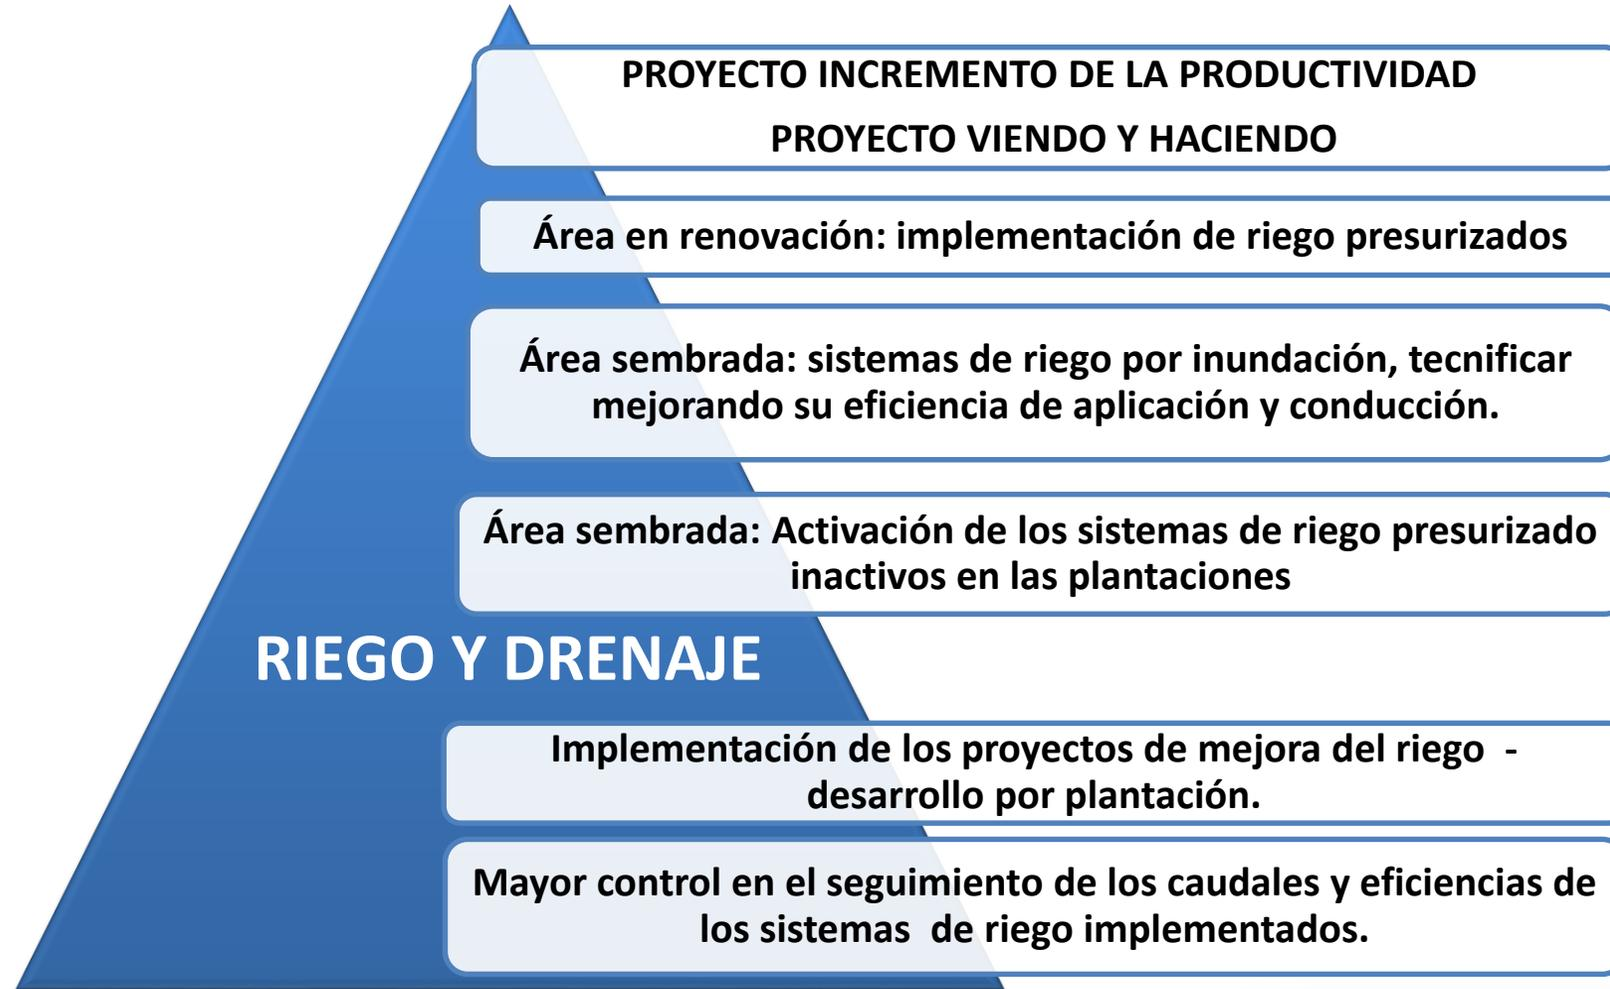 PROYECTO INCREMENTO DE LA PRODUCTIVIDAD
PROYECTO VIENDO Y HACIENDO
Área en renovación: implementación de riego presurizados
Área sembrada: sistemas de riego por inundación, tecnificar
mejorando su eficiencia de aplicación y conducción.
Área sembrada: Activación de los sistemas de riego presurizado
inactivos en las plantaciones
RIEGO Y DRENAJE
Implementación de los proyectos de mejora del riego  -
desarrollo por plantación.
Mayor control en el seguimiento de los caudales y eficiencias de
los sistemas  de riego implementados.